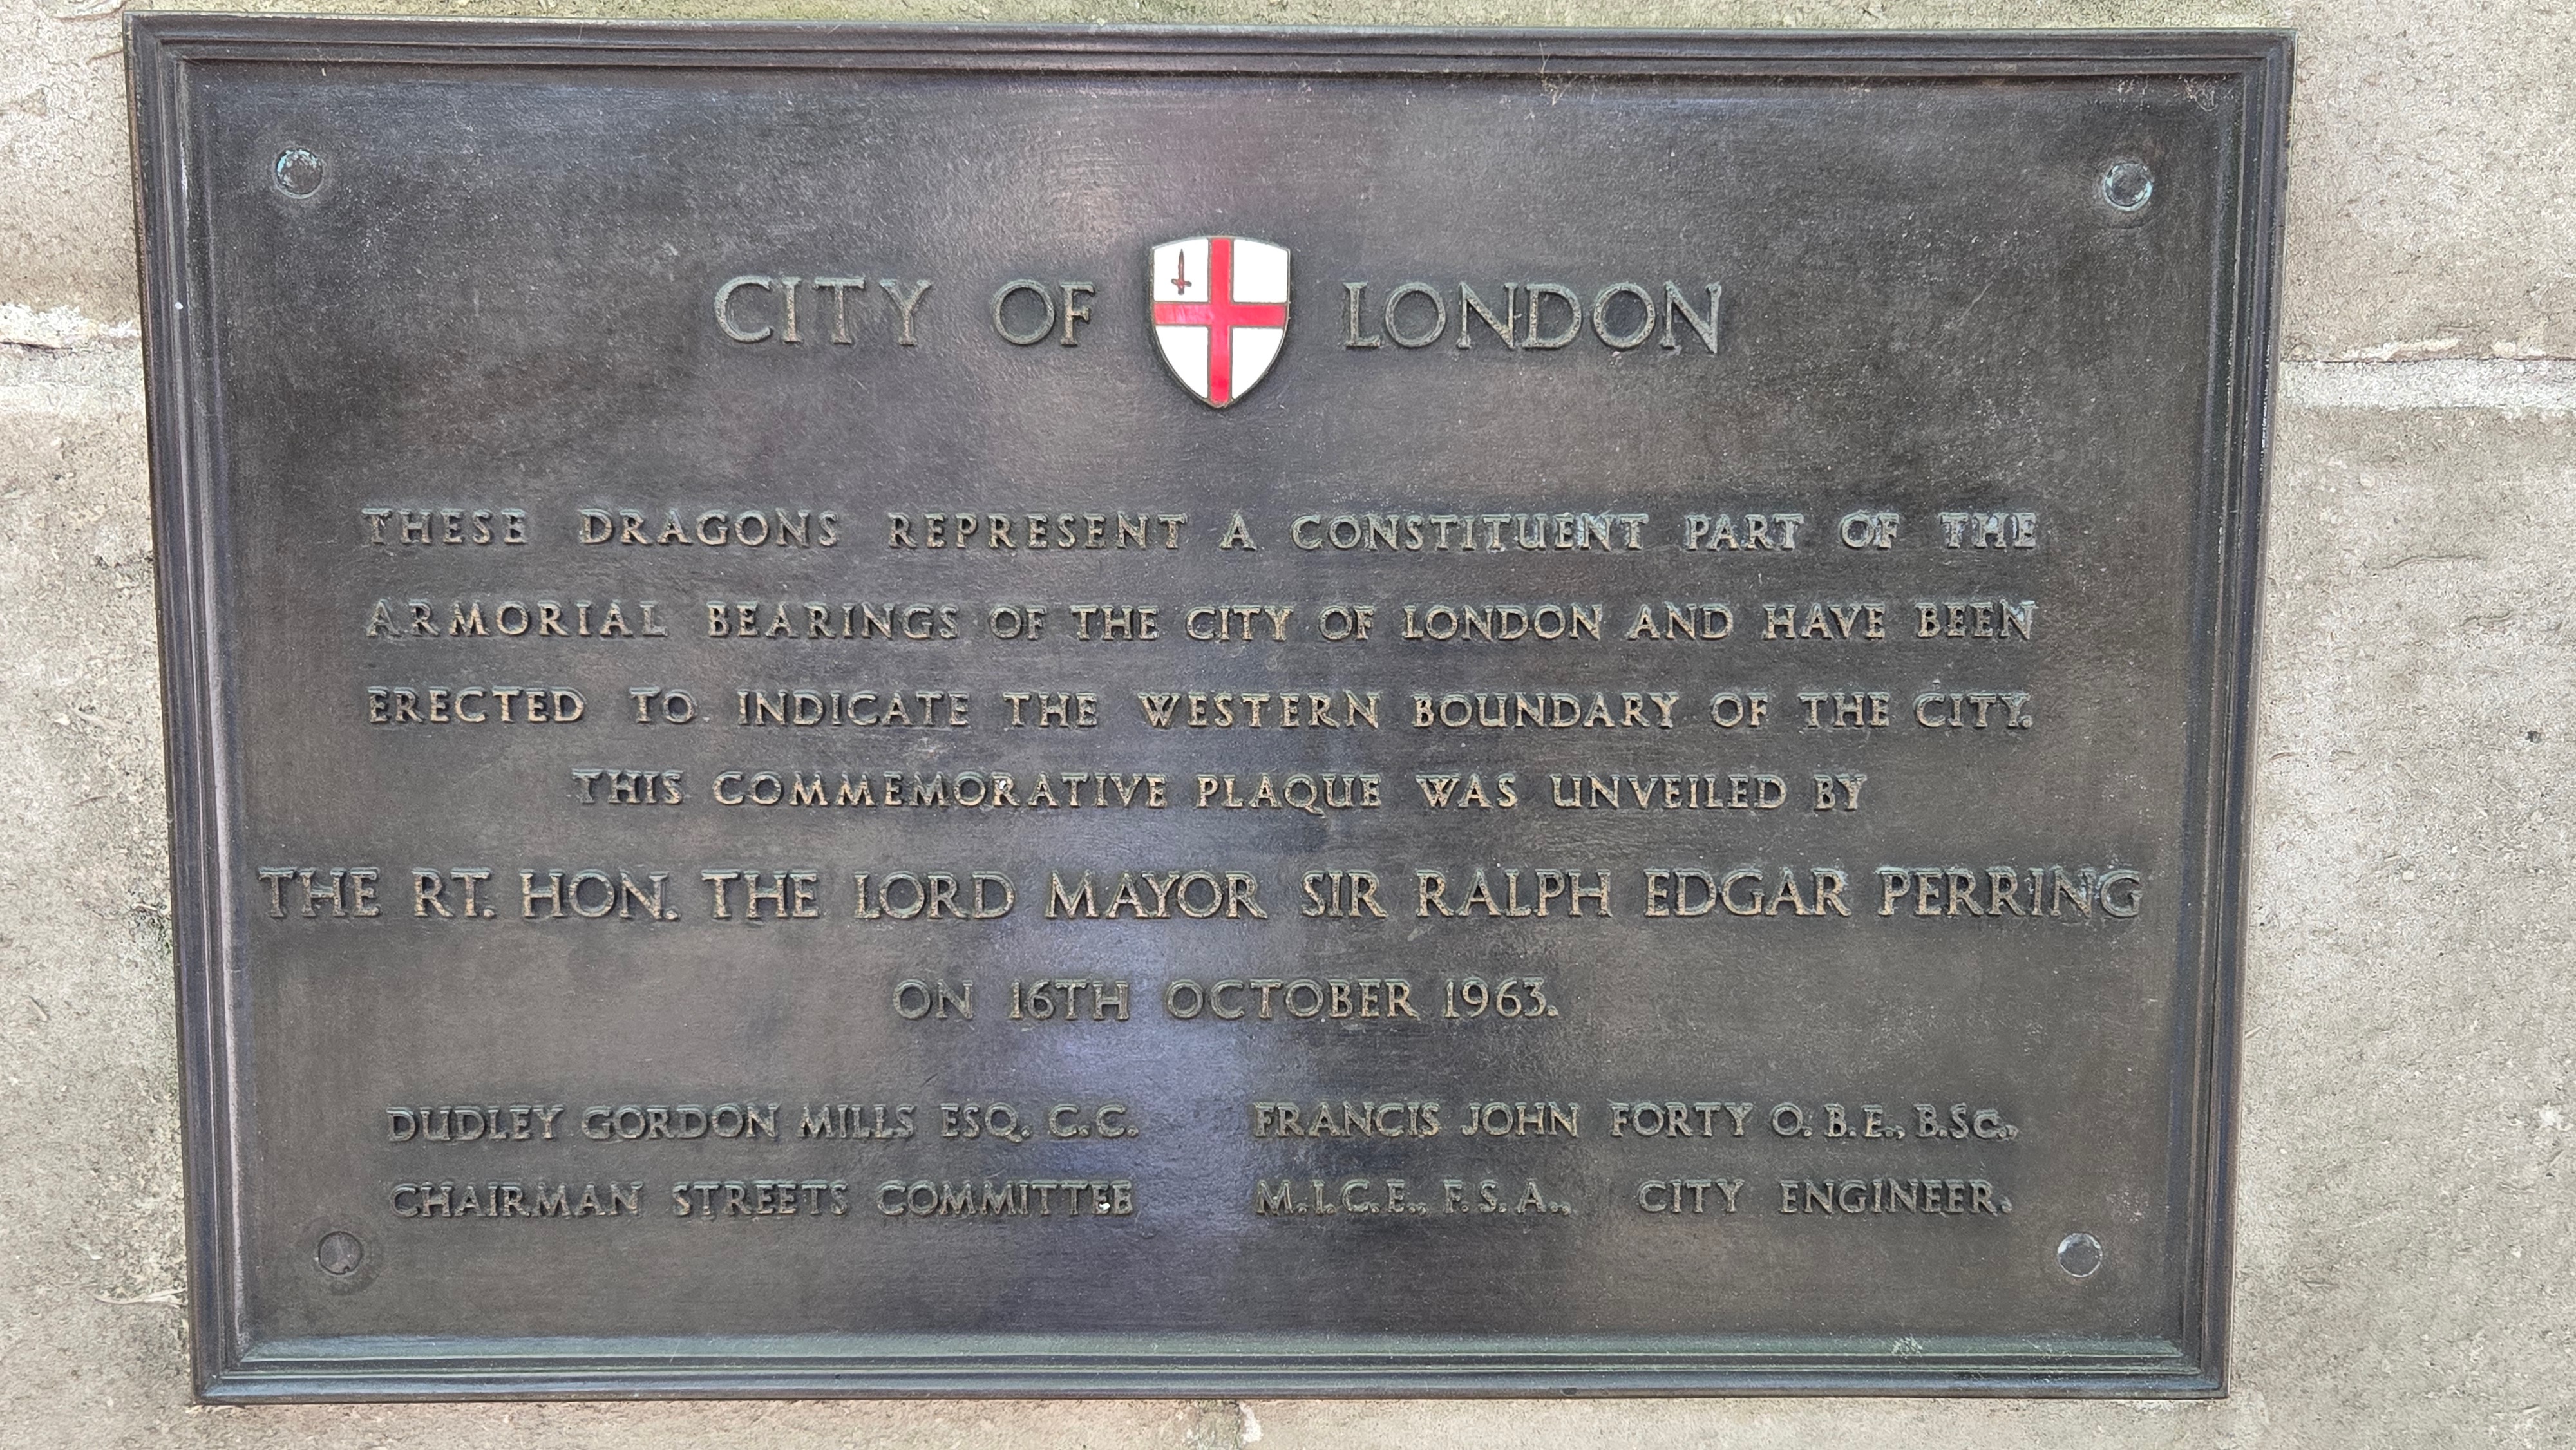 CITY OF LONDON
THESE DRAGONS REPRESENT A CONSTITUENT PART OF THE
ARMORIAL BEARINGS OF THE CITY OF LONDON AND HAVE BEEN
ERECTED TO INDICATE THE WESTERN BOUNDARY OF THE CITY.
THIS COMMEMORATIVE PLAQUE WAS UNVEILED BY
THE RT. HON. THE LORD MAYOR SIR RALPH EDGAR PERRING
ON 16TH OCTOBER 1963.
DUDLEY GORDON MILLS ESQ. C.C.
CHAIRMAN STREETS COMMITTEE
FRANCIS JOHN FORTY O.B.E., B.Sc.,
M.I.C.E., F.S.A., CITY ENGINEER.